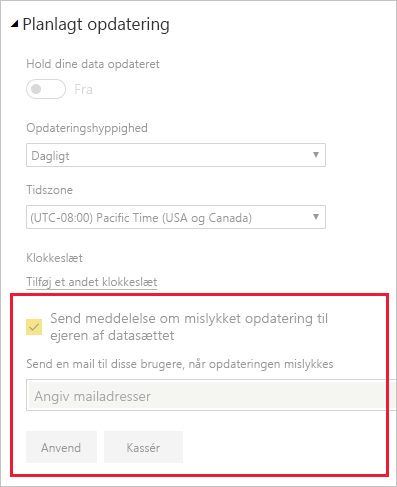 Planlagt opdatering
Hold dine data opdateret
Fra
Opdateringshyppighed
Dagligt
Tidszone
(UTC-08:00) Pacific Time (USA og Canada)
Klokkeslæt
Tilføj et andet klokkeslæt
Send meddelelse om mislykket opdatering til
ejeren af datasættet
Send en mail til disse brugere, når opdateringen mislykkes
Angiv mailadresser
Anvend
Kassér